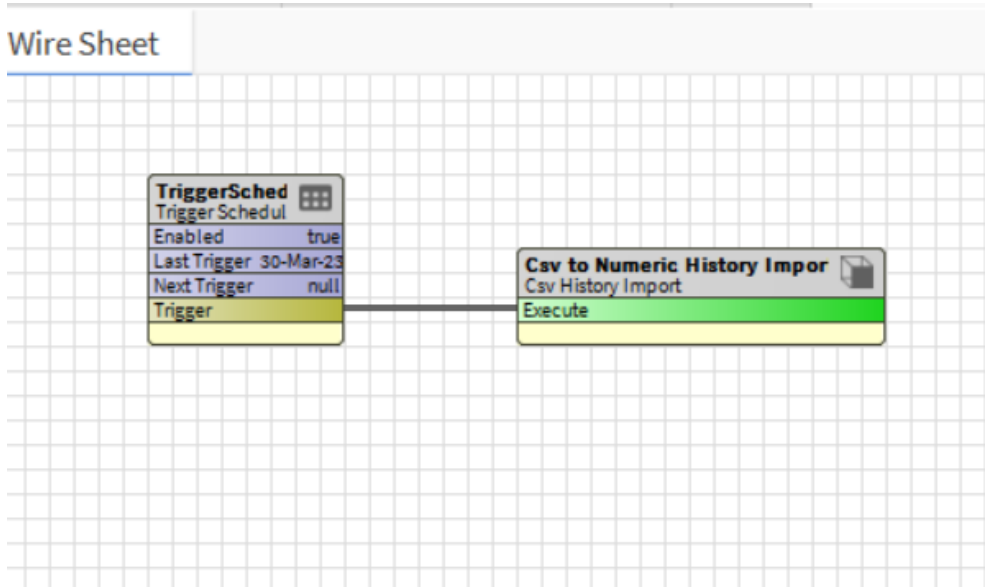 Wire Sheet
TriggerSched
Trigger Schedul
Enabled true
Last Trigger 30-Mar-23
Next Trigger null
Trigger
Csv to Numeric History Impor
Csv History Import
Execute